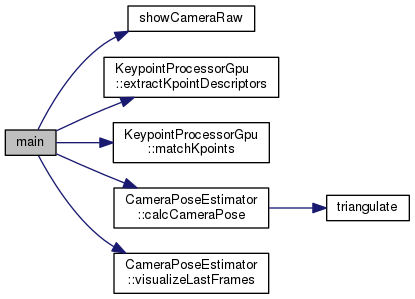 showCameraRaw
KeypointProcessorGpu
::extractKpointDescriptors
main
KeypointProcessorGpu
::matchKpoints
CameraPoseEstimator
::calcCameraPose
triangulate
CameraPoseEstimator
::visualizeLastFrames